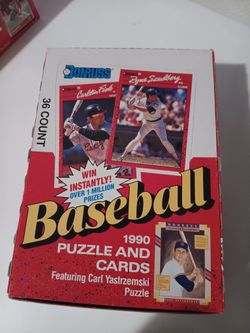 DONRUSS
36 COUNT
Carlton Fisk
Ryne Sandberg
WIN
INSTANTLY!
OVER 1 MILLION
PRIZES
Baseball
1990
PUZZLE AND
CARDS
Featuring Carl Yastrzemski
Puzzle